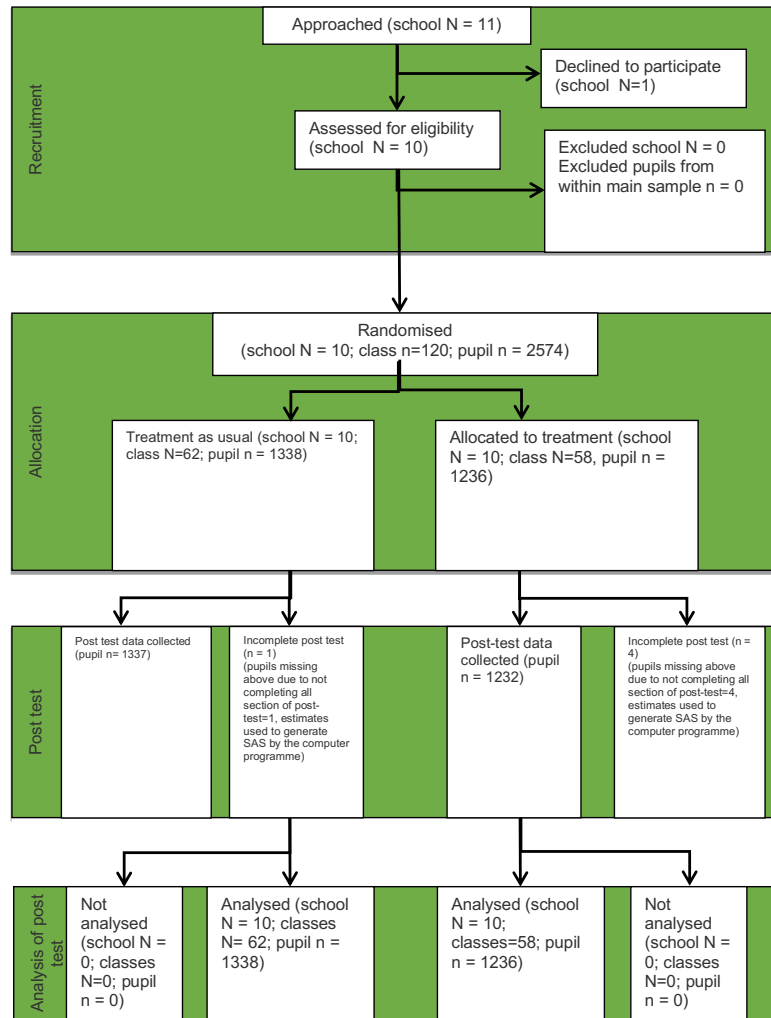 Approached (school N = 11)
Declined to participate
(school N=1)
Recruitment
Assessed for eligibility
(school N = 10)
Excluded school N = 0
Excluded pupils from
within main sample n = 0
Randomised
(school N = 10; class n=120; pupil n = 2574)
Allocation
Treatment as usual (school N = 10;
class N=62; pupil n = 1338)
Allocated to treatment (school
N = 10; class N=58, pupil n =
1236)
Post test
Post test data collected
(pupil n= 1337)
Incomplete post test
(n = 1)
(pupils missing
above due to not
completing all
section of post-
test=1, estimates
used to generate
SAS by the computer
programme)
Post-test data
collected (pupil
n = 1232)
Incomplete post test (n =
4)
(pupils missing above
due to not completing all
section of post-test=4,
estimates used to
generate SAS by the
computer programme)
Analysis of post
test
Not
analysed
(school N =
0; classes
N=0; pupil
n = 0)
Analysed (school
N = 10; classes
N= 62; pupil n =
1338)
Analysed (school
N = 10;
classes=58; pupil
n = 1236)
Not
analysed
(school N =
0; classes
N=0; pupil
n = 0)